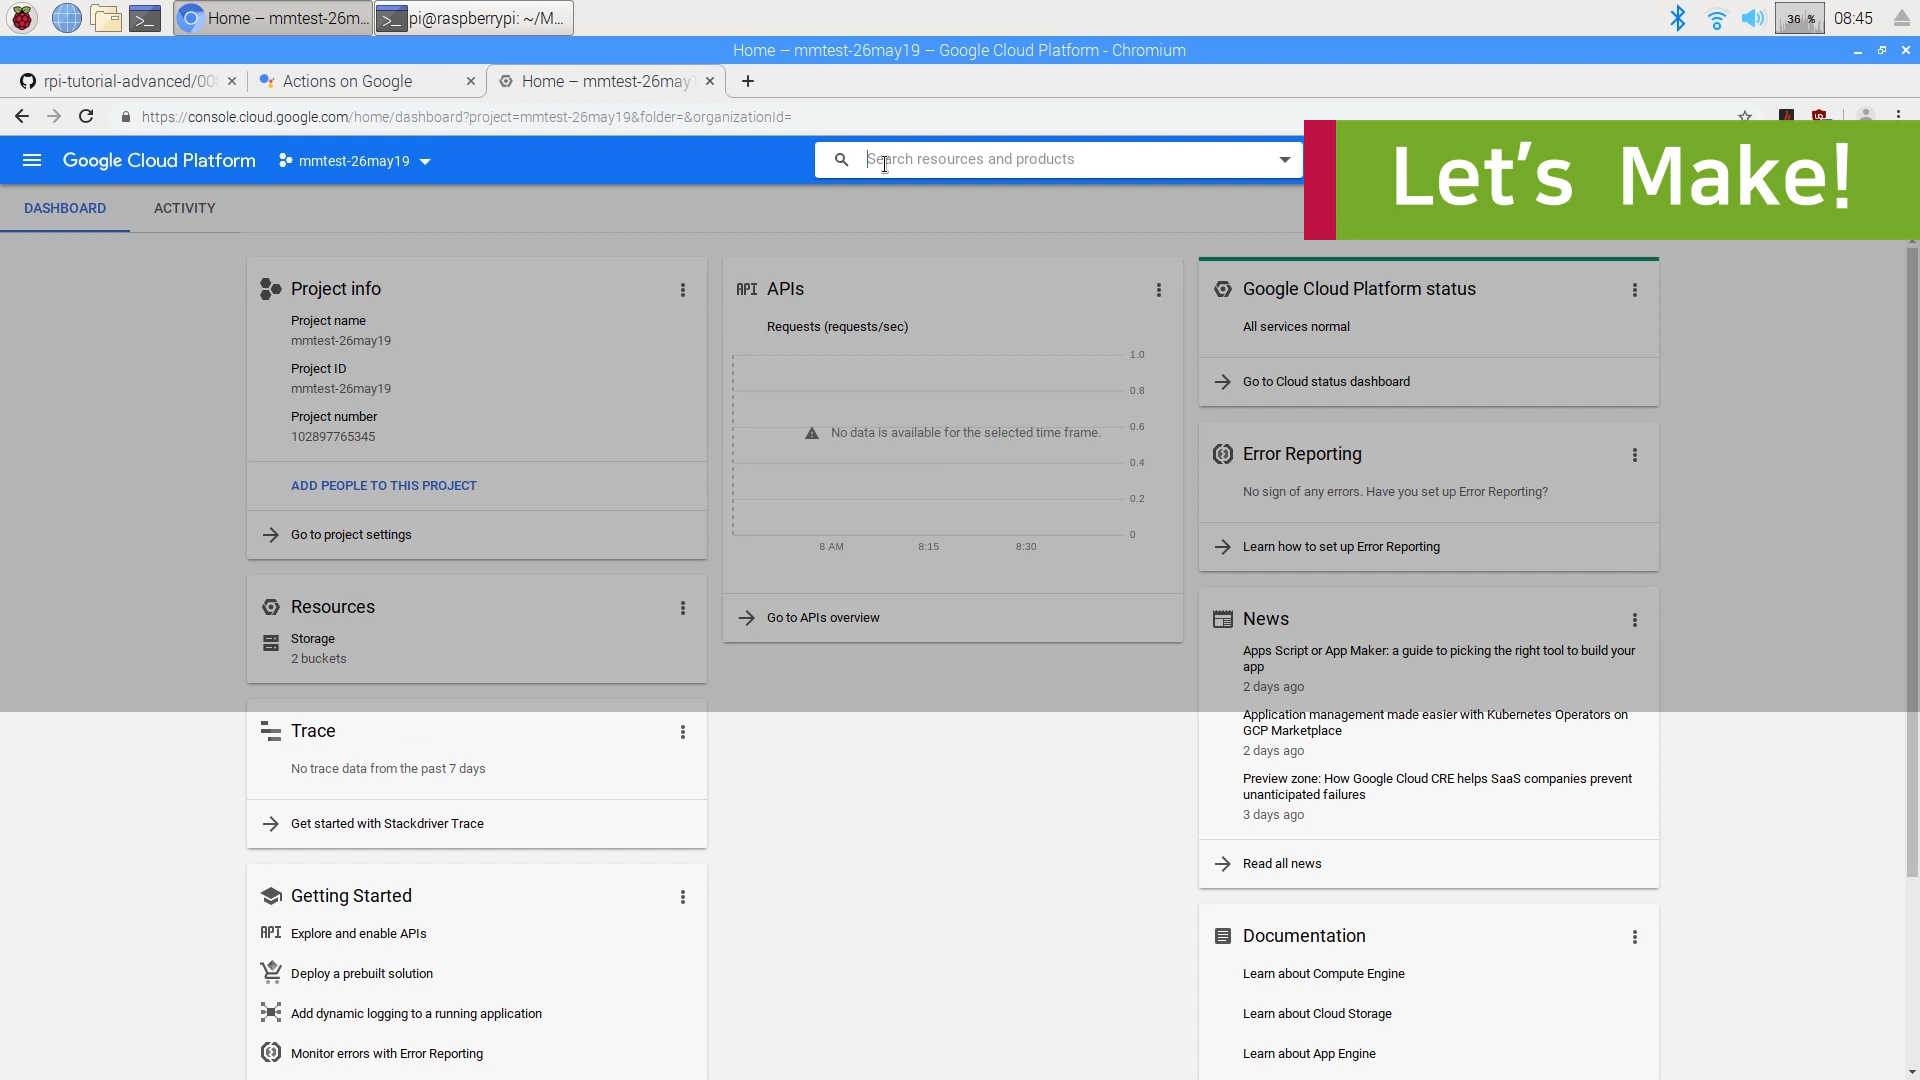 Home – mmtest-26m...
pi@raspberrypi: ~/M...
36 %
08:45
Home – mmtest-26may19 – Google Cloud Platform - Chromium
rpi-tutorial-advanced/00
Actions on Google
Home – mmtest-26may
https://console.cloud.google.com/home/dashboard?project=mmtest-26may19&folder=&organizationId=
Google Cloud Platform
mmtest-26may19
Search resources and products
Let's Make!
DASHBOARD
ACTIVITY
Project info
Project name
mmtest-26may19
Project ID
mmtest-26may19
Project number
102897765345
ADD PEOPLE TO THIS PROJECT
Go to project settings
Resources
Storage
2 buckets
Trace
No trace data from the past 7 days
Get started with Stackdriver Trace
Getting Started
API
Explore and enable APIs
Deploy a prebuilt solution
Add dynamic logging to a running application
Monitor errors with Error Reporting
API
APIs
Requests (requests/sec)
1.0
0.8
0.6
0.4
0.2
0
No data is available for the selected time frame.
8 AM
8:15
8:30
Go to APIs overview
Google Cloud Platform status
All services normal
Go to Cloud status dashboard
Error Reporting
No sign of any errors. Have you set up Error Reporting?
Learn how to set up Error Reporting
News
Apps Script or App Maker: a guide to picking the right tool to build your
app
2 days ago
Application management made easier with Kubernetes Operators on
GCP Marketplace
2 days ago
Preview zone: How Google Cloud CRE helps SaaS companies prevent
unanticipated failures
3 days ago
Read all news
Documentation
Learn about Compute Engine
Learn about Cloud Storage
Learn about App Engine